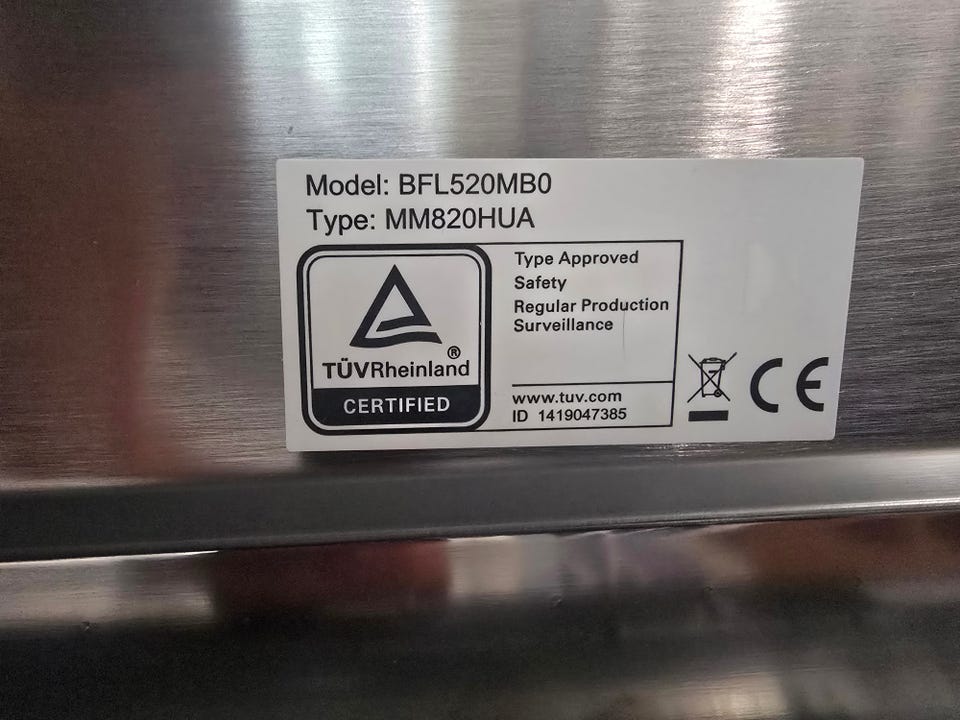 Model: BFL520MB0
Type: MM820HUA
TÜVRheinland®
CERTIFIED
Type Approved
Safety
Regular Production
Surveillance
www.tuv.com
ID 1419047385
CE